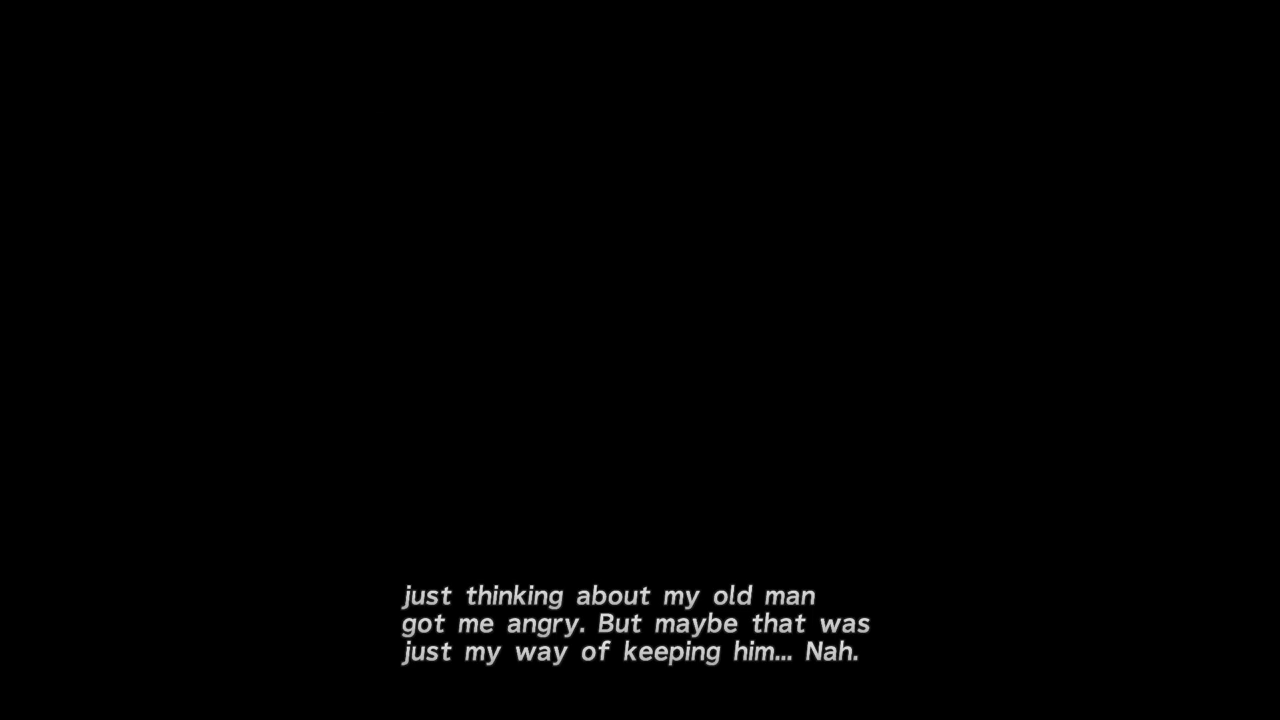 just thinking about my old man
got me angry. But maybe that was
just my way of keeping him... Nah.